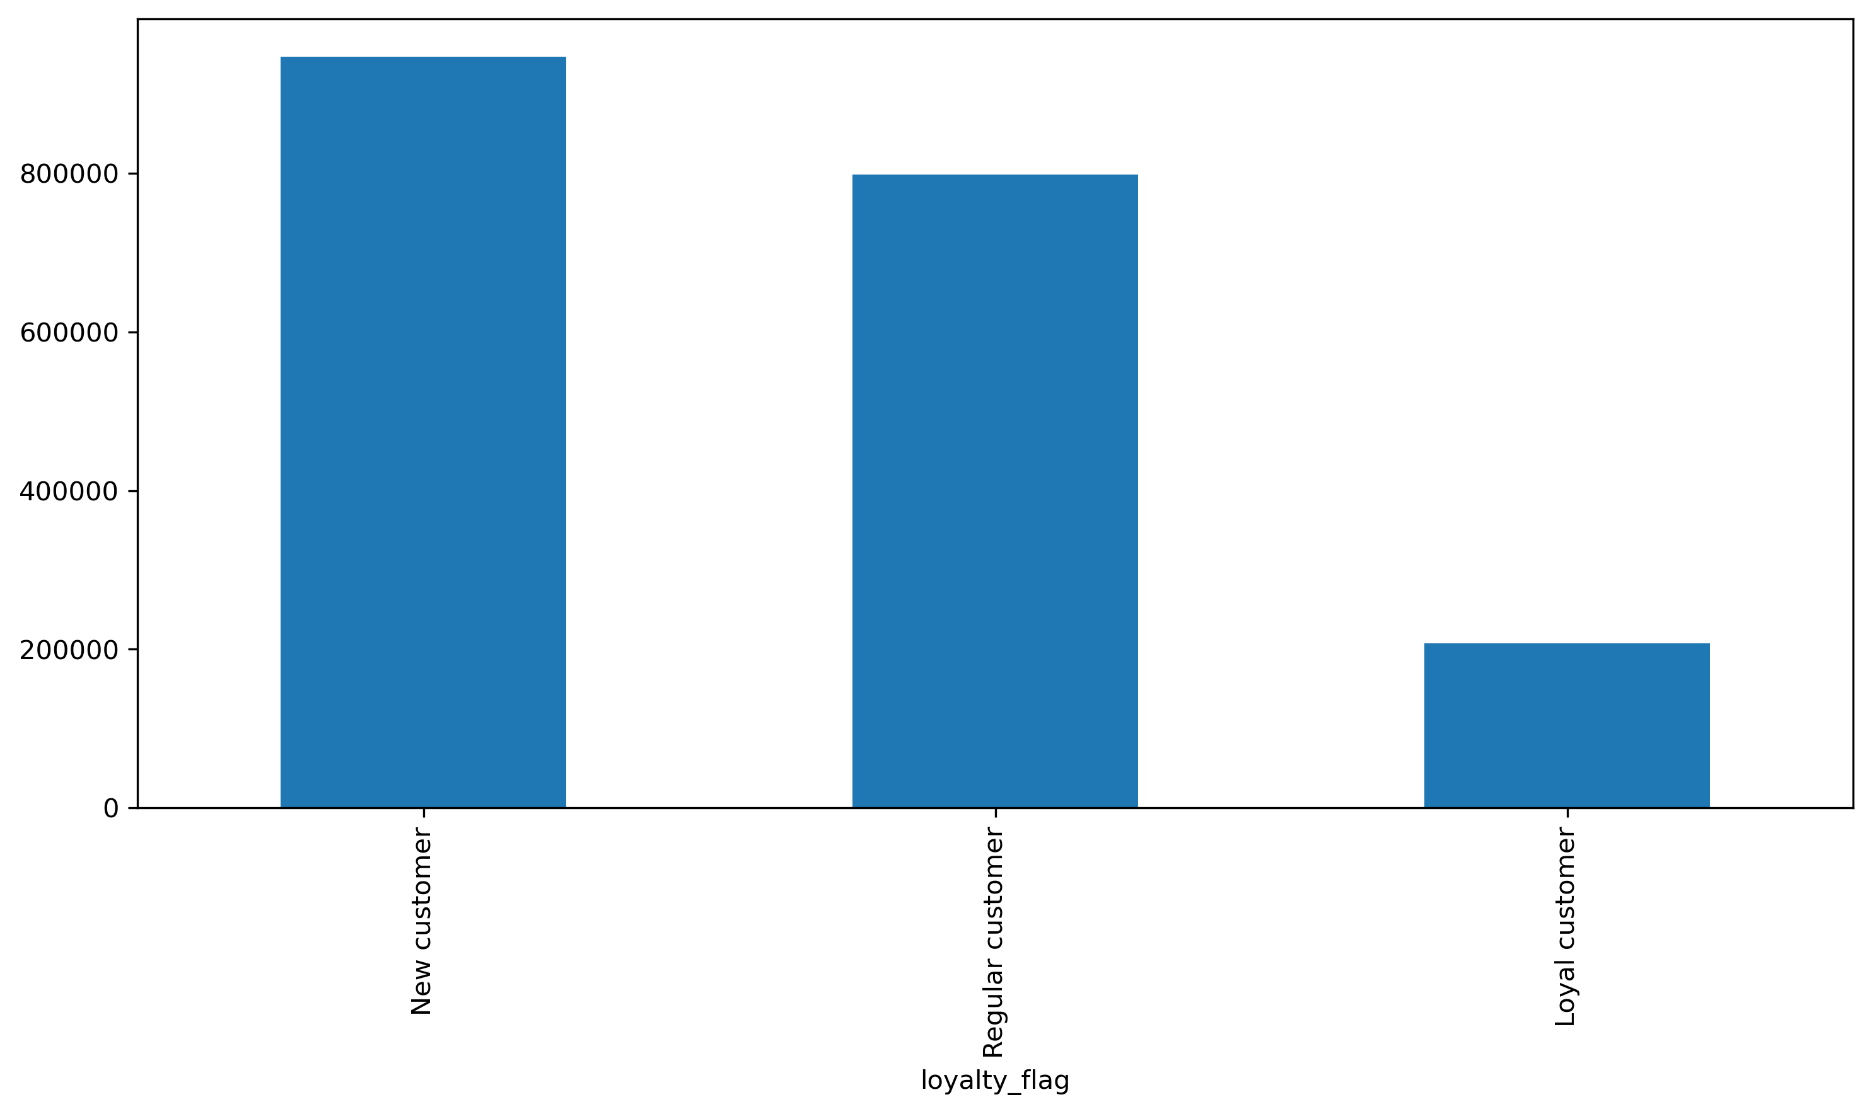 800000
600000
400000
200000
0
New customer
Regular customer
Loyal customer
loyalty_flag